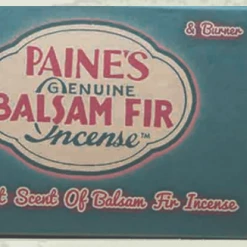 & Burner
PAINE'S
GENUINE
BALSAM FIR
Incense™
Scent Of Balsam Fir Incense